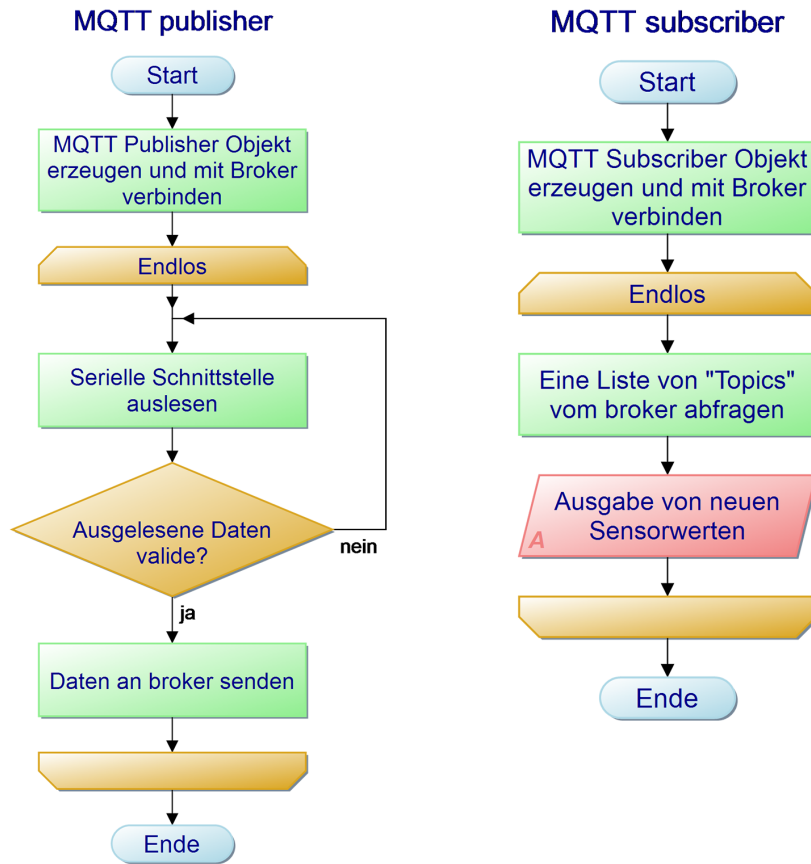 MQTT publisher
Start
MQTT Publisher Objekt
erzeugen und mit Broker
verbinden
Endlos
Serielle Schnittstelle
auslesen
Ausgelesene Daten
valide?
nein
ja
Daten an broker senden
Ende
MQTT subscriber
Start
MQTT Subscriber Objekt
erzeugen und mit Broker
verbinden
Endlos
Eine Liste von "Topics"
vom broker abfragen
Ausgabe von neuen
Sensorwerten
A
Ende